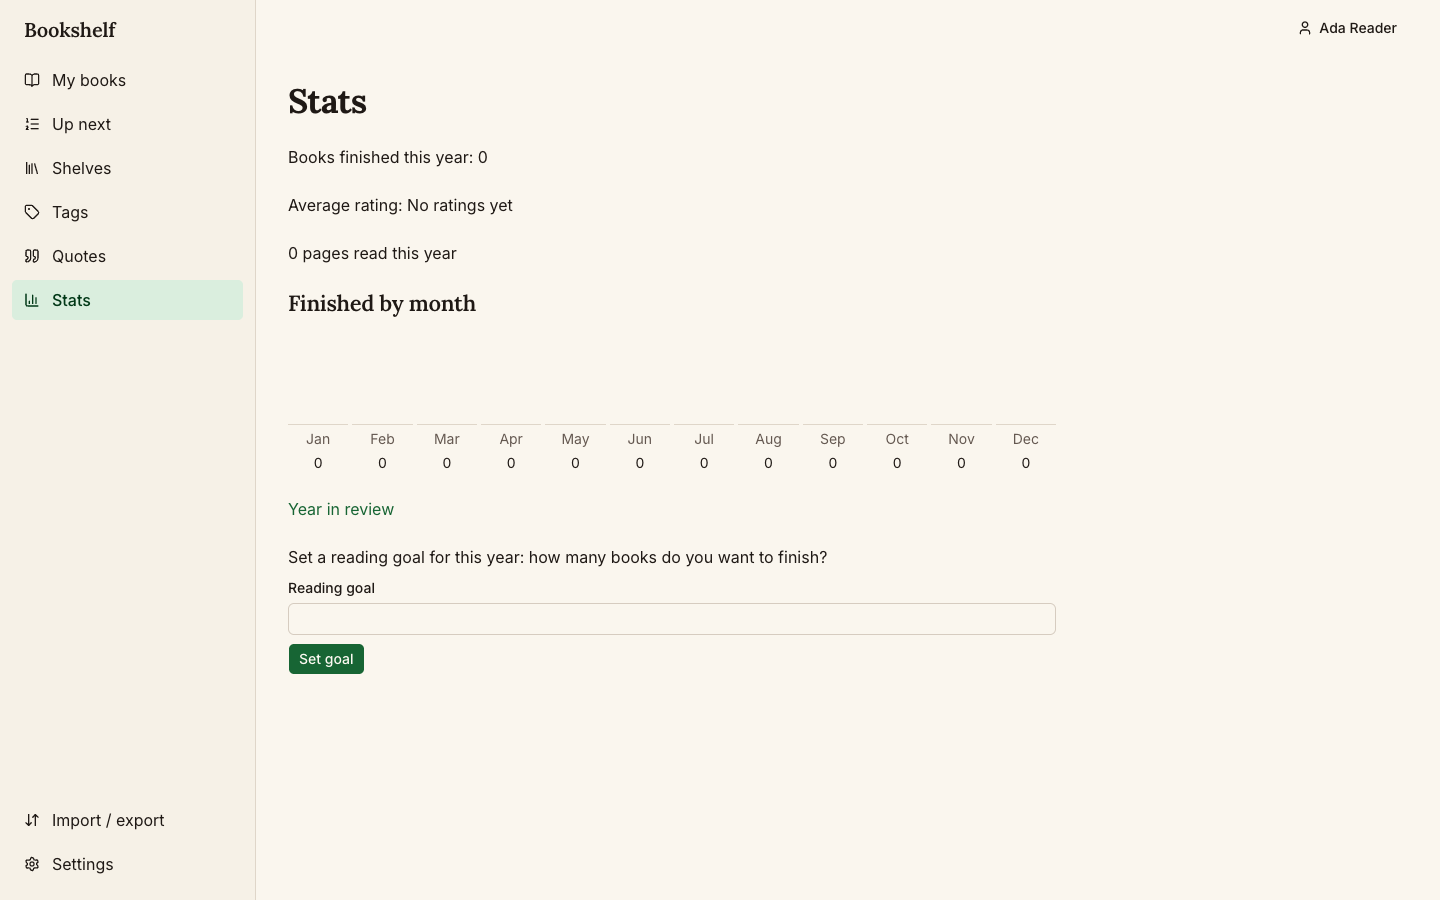 Bookshelf
My books
Up next
Shelves
Tags
Quotes
Stats
Import / export
Settings
Ada Reader
Stats
Books finished this year: 0
Average rating: No ratings yet
0 pages read this year
Finished by month
Jan Feb Mar Apr May Jun Jul Aug Sep Oct Nov Dec
0 0 0 0 0 0 0 0 0 0 0 0
Year in review
Set a reading goal for this year: how many books do you want to finish?
Reading goal
Set goal